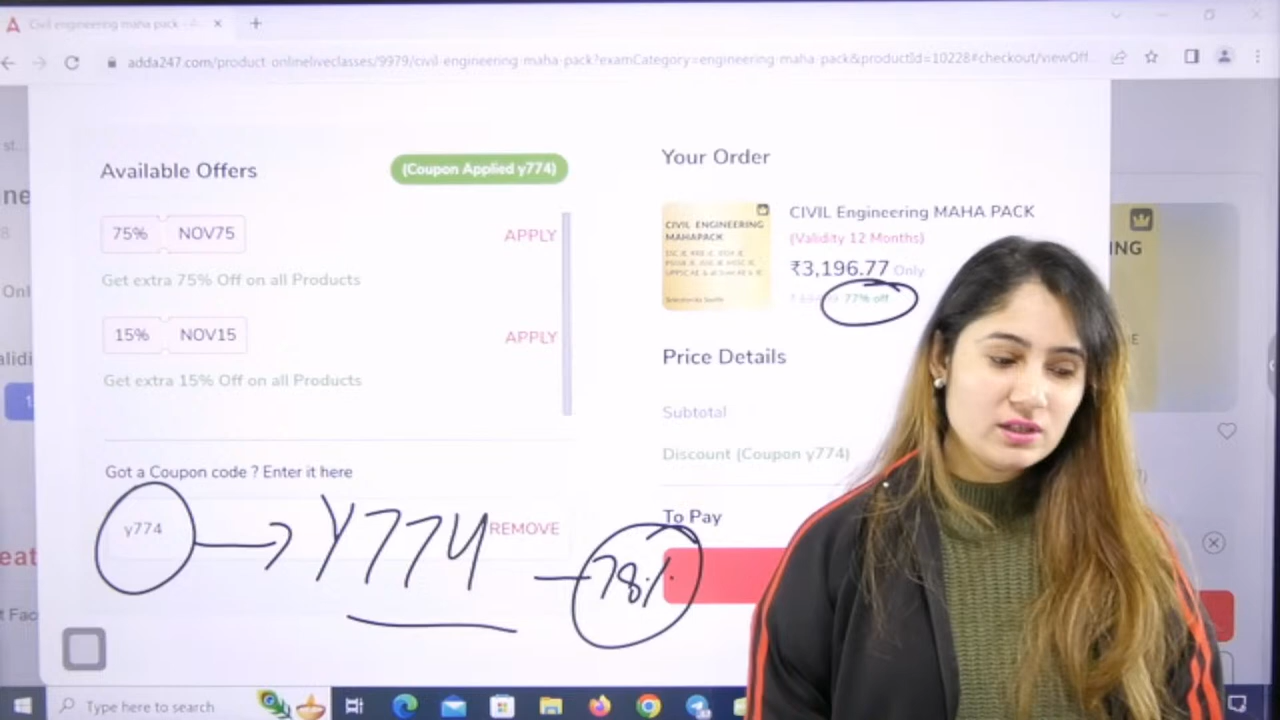 Civil engineering maha pack
adda247.com/product-onlineliveclasses/9979/civil-engineering-maha-pack?examCategory=engineering-maha-pack&productId=10228#checkout/viewOff...
Available Offers
(Coupon Applied y774)
75% NOV75
APPLY
Get extra 75% Off on all Products
15% NOV15
APPLY
Get extra 15% Off on all Products
Got a Coupon code ? Enter it here
y774
REMOVE
Y774
78%
Your Order
CIVIL ENGINEERING
MAHAPACK
CIVIL Engineering MAHA PACK
(Validity 12 Months)
₹3,196.77 Only
77% off
Price Details
Subtotal
Discount (Coupon y774)
To Pay
Type here to search